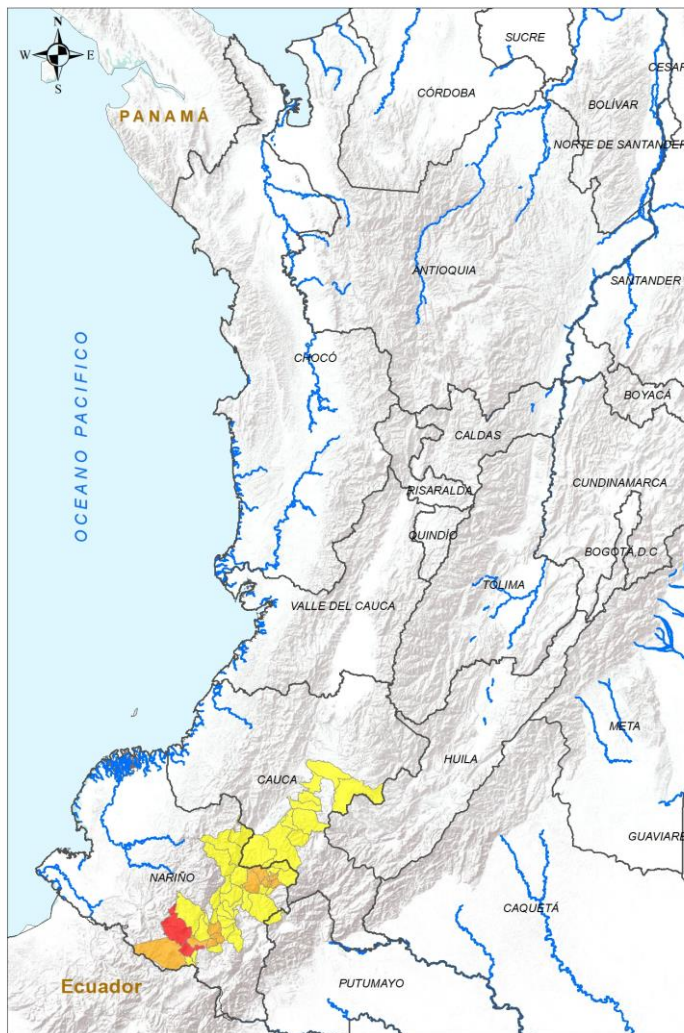 N
W E
S
SUCRE
CESAR
CÓRDOBA
BOLÍVAR
PANAMÁ
NORTE DE SANTANDER
ANTIOQUIA
SANTANDER
OCEANO PACIFICO
CHOCÓ
BOYACÁ
CALDAS
CUNDINAMARCA
RISARALDA
QUINDÍO
BOGOTÁ D.C
TOLIMA
VALLE DEL CAUCA
META
HUILA
CAUCA
GUAVIARE
NARIÑO
CAQUETÁ
PUTUMAYO
Ecuador